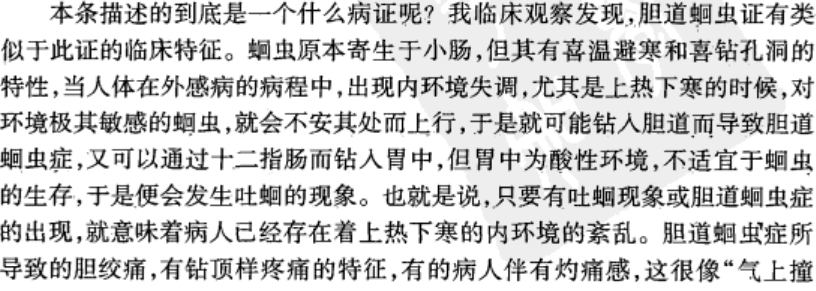 本条描述的到底是一个什么病证呢？我临床观察发现，胆道蛔虫证有类
似于此证的临床特征。蛔虫原本寄生于小肠，但其有喜温避寒和喜钻孔洞的
特性，当人体在外感病的病程中，出现内环境失调，尤其是上热下寒的时候，对
环境极其敏感的蛔虫，就会不安其处而上行，于是就可能钻入胆道而导致胆道
蛔虫症，又可以通过十二指肠而钻入胃中，但胃中为酸性环境，不适宜于蛔虫
的生存，于是便会发生吐蛔的现象。也就是说，只要有吐蛔现象或胆道蛔虫症
的出现，就意味着病人已经存在着上热下寒的内环境的紊乱。胆道蛔虫症所
导致的胆绞痛，有钻顶样疼痛的特征，有的病人伴有灼痛感，这很像“气上撞